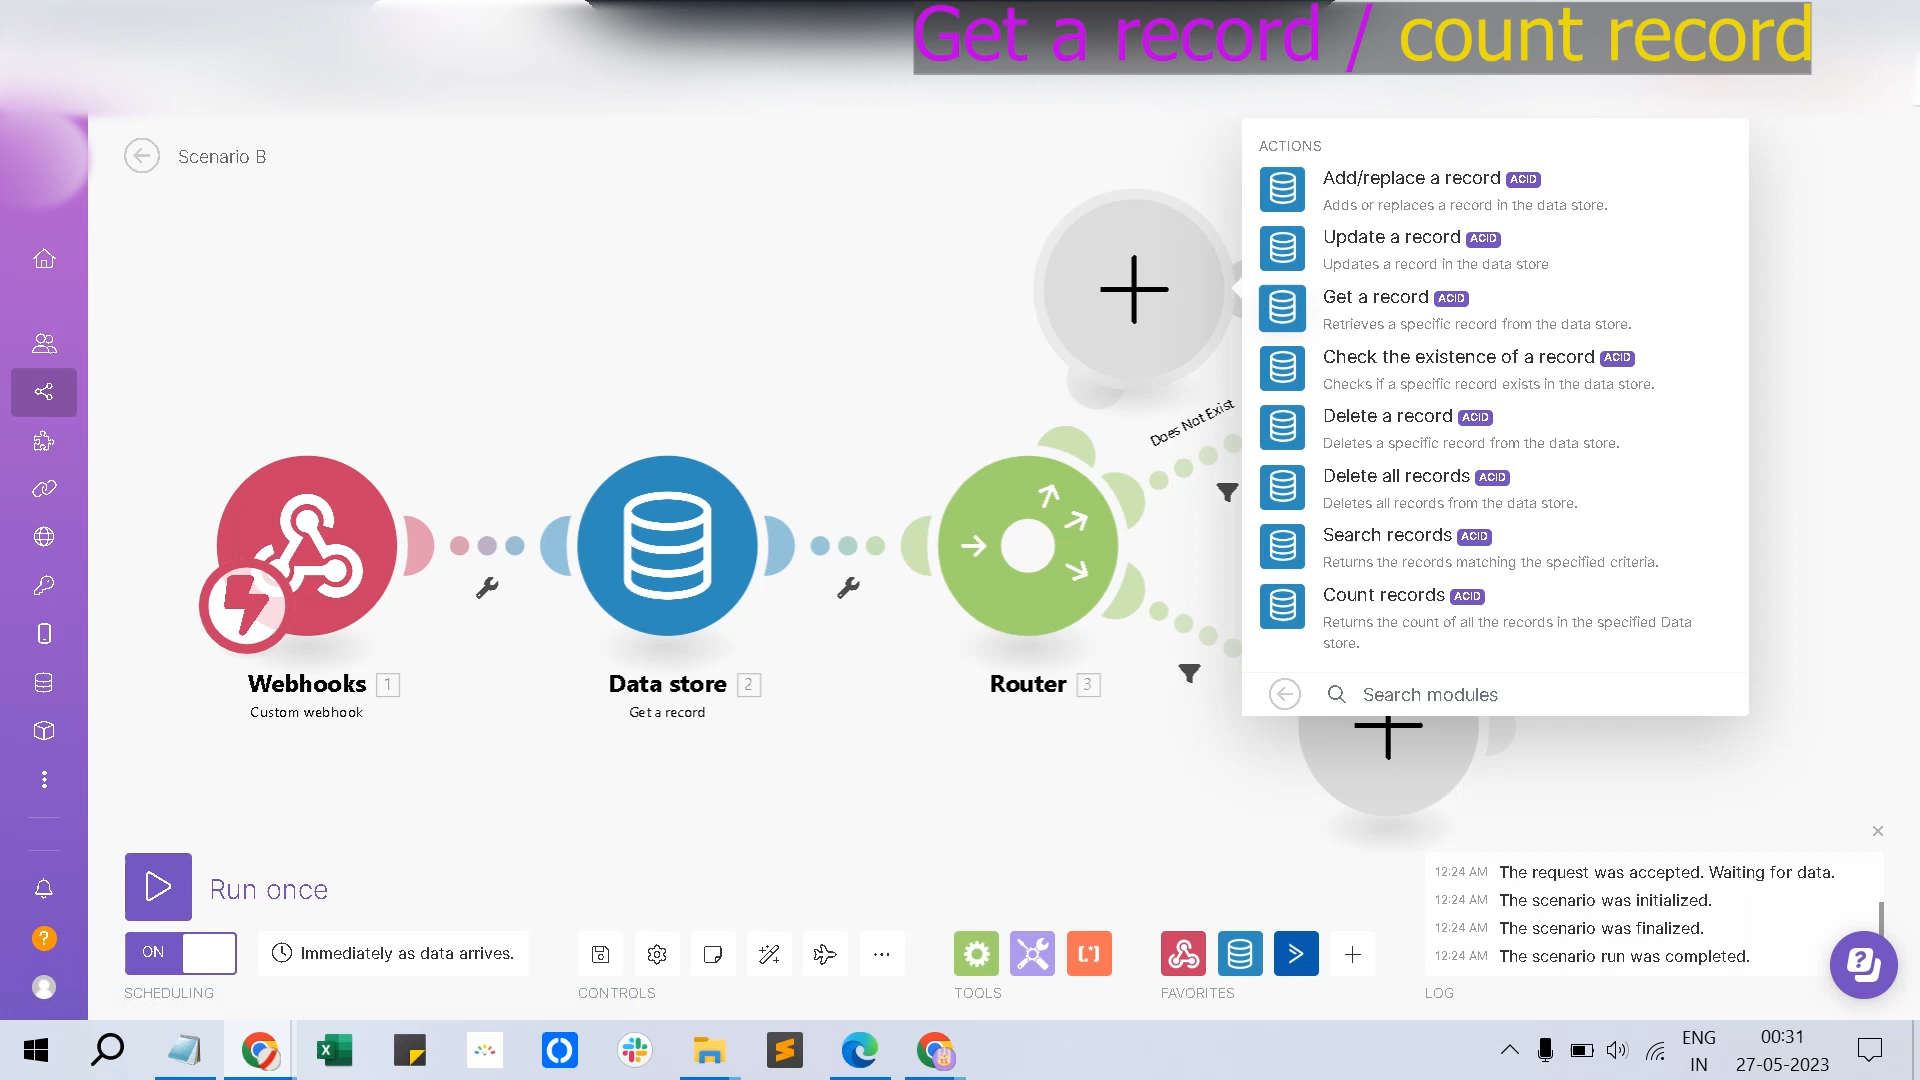 Get a record / count record
Scenario B
ACTIONS
Add/replace a record ACID
Adds or replaces a record in the data store.
Update a record ACID
Updates a record in the data store
Get a record ACID
Retrieves a specific record from the data store.
Check the existence of a record ACID
Checks if a specific record exists in the data store.
Delete a record ACID
Deletes a specific record from the data store.
Delete all records ACID
Deletes all records from the data store.
Search records ACID
Returns the records matching the specified criteria.
Count records ACID
Returns the count of all the records in the specified Data
store.
Search modules
Does Not Exist
Webhooks 1
Custom webhook
Data store 2
Get a record
Router 3
Run once
ON
Immediately as data arrives.
SCHEDULING
CONTROLS
TOOLS
FAVORITES
12:24 AM The request was accepted. Waiting for data.
12:24 AM The scenario was initialized.
12:24 AM The scenario was finalized.
12:24 AM The scenario run was completed.
LOG
ENG
IN
00:31
27-05-2023